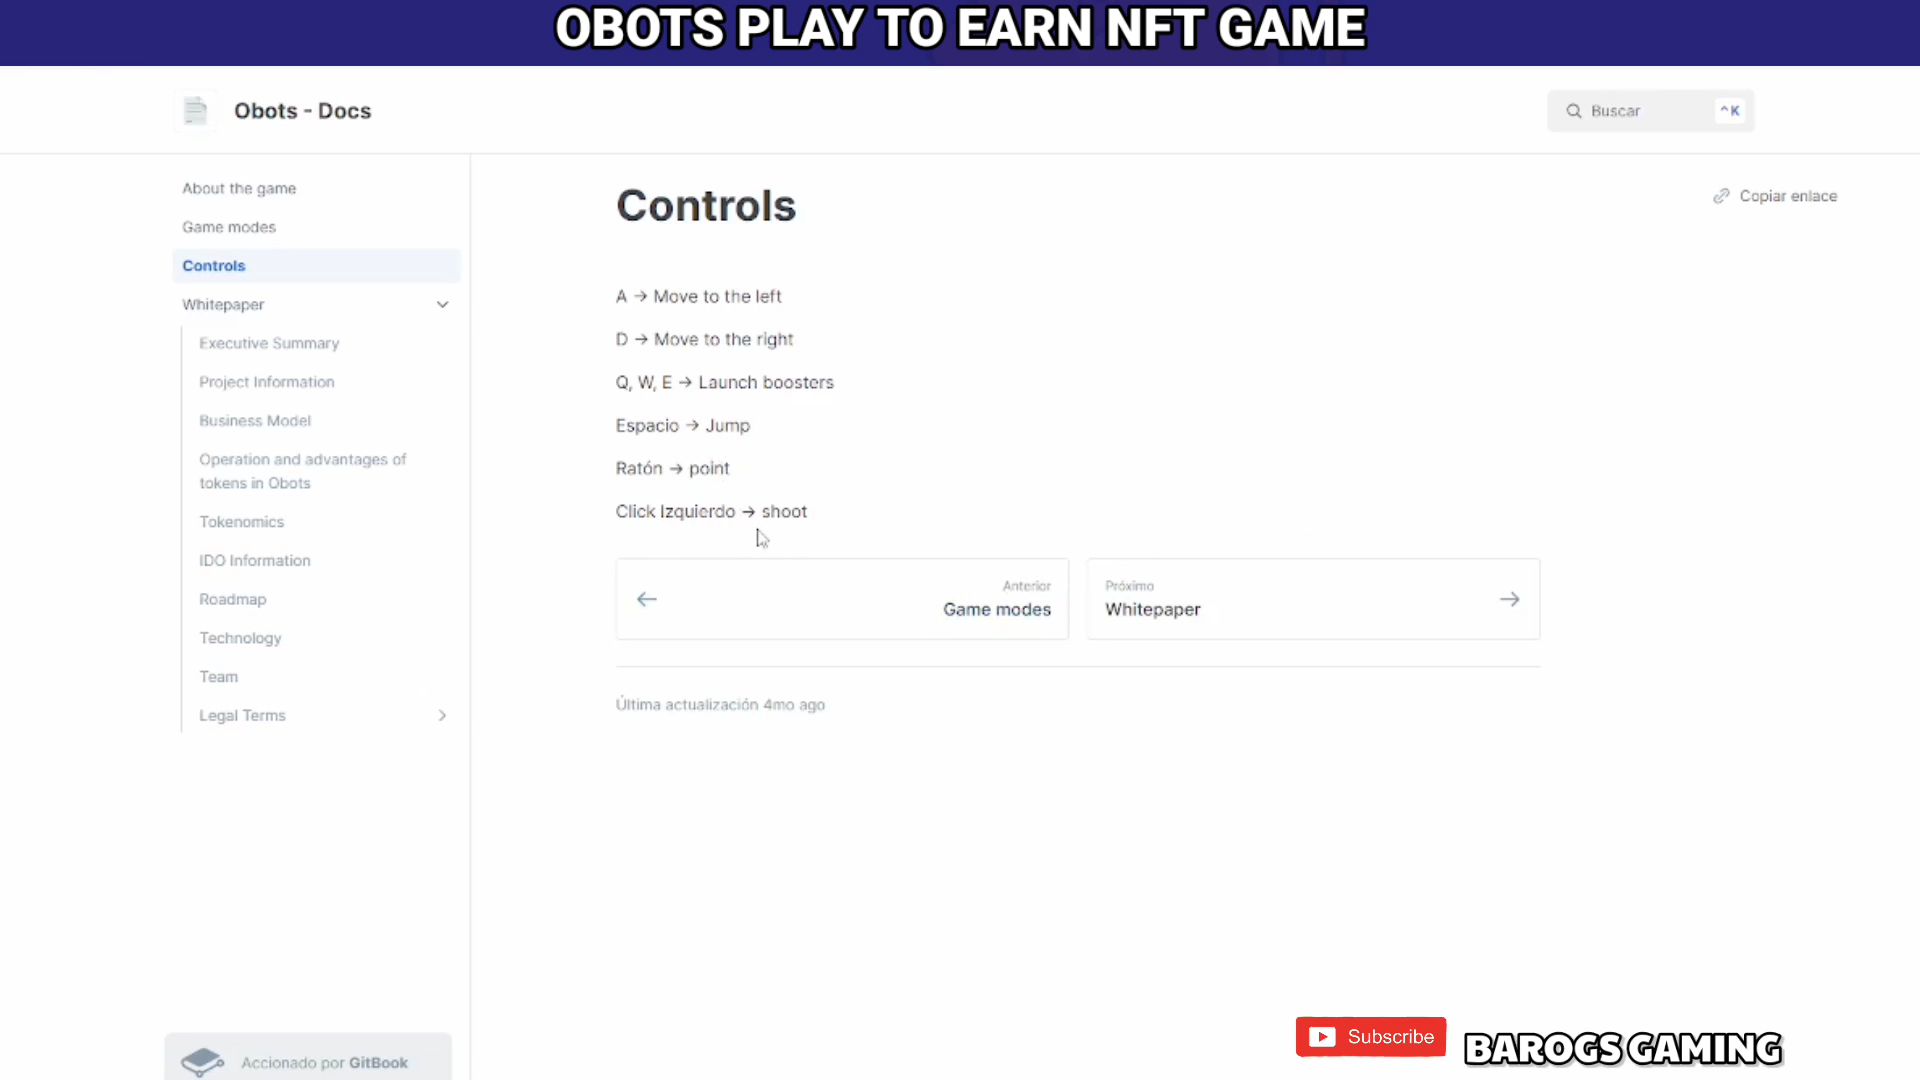 OBOTS PLAY TO EARN NFT GAME
Obots - Docs
Buscar
^K
About the game
Game modes
Controls
Whitepaper
Executive Summary
Project Information
Business Model
Operation and advantages of
tokens in Obots
Tokenomics
IDO Information
Roadmap
Technology
Team
Legal Terms
Accionado por GitBook
Controls
Copiar enlace
A → Move to the left
D → Move to the right
Q, W, E → Launch boosters
Espacio → Jump
Ratón → point
Click Izquierdo → shoot
Anterior
Game modes
Próximo
Whitepaper
Última actualización 4mo ago
Subscribe
BAROGS GAMING